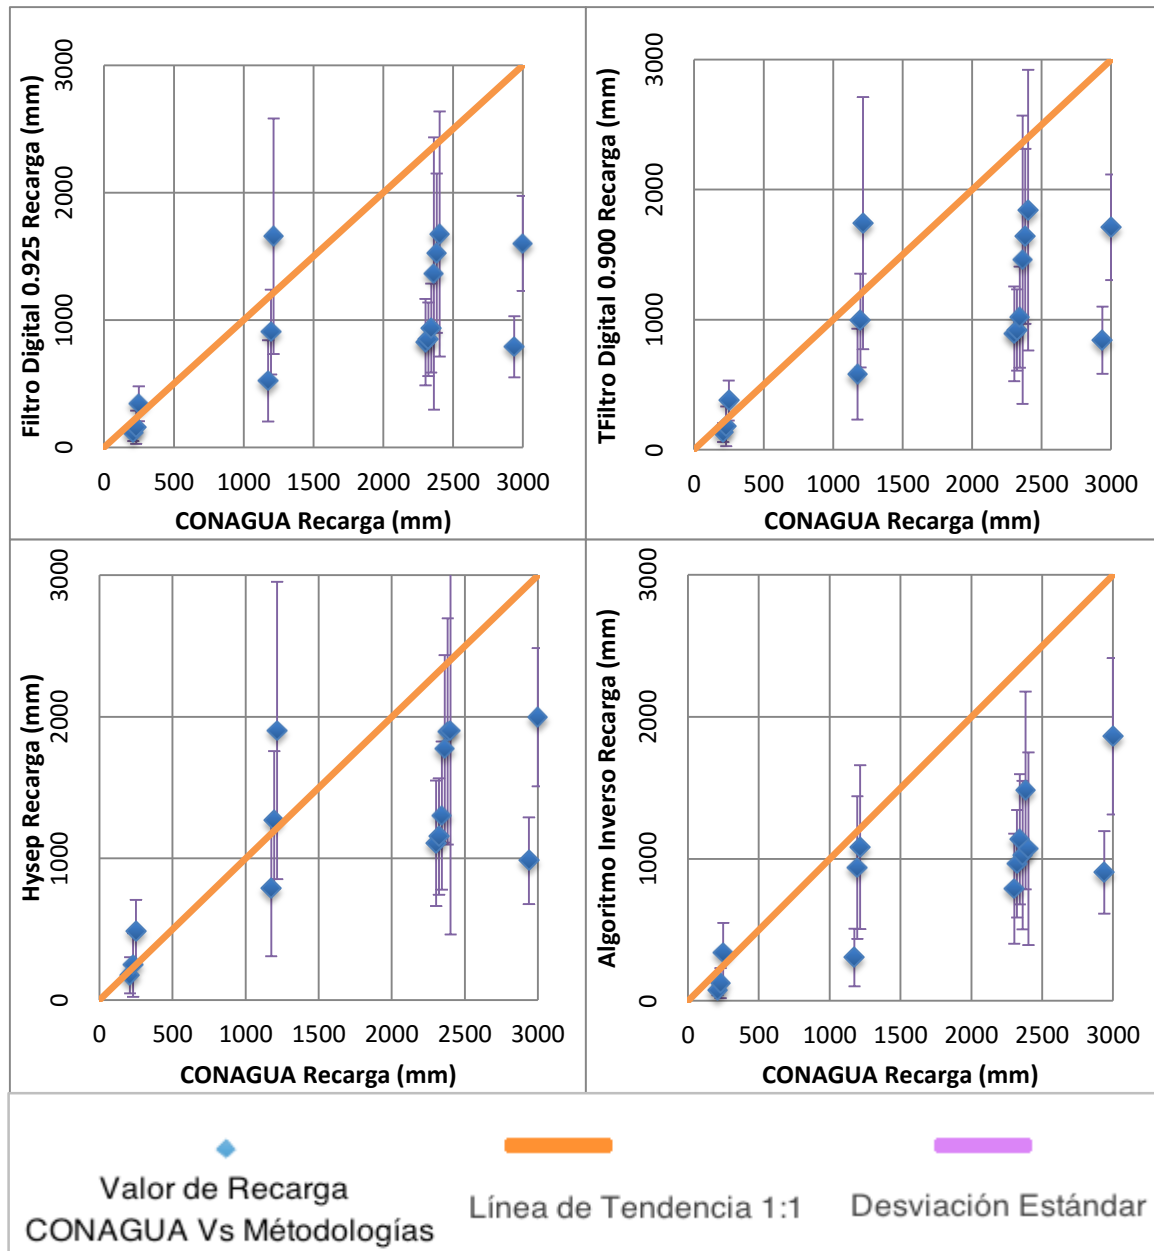 Filtro Digital 0.925 Recarga (mm)
3000
2000
1000
0
0 500 1000 1500 2000 2500 3000
CONAGUA Recarga (mm)
TFiltro Digital 0.900 Recarga (mm)
3000
2000
1000
0
0 500 1000 1500 2000 2500 3000
CONAGUA Recarga (mm)
Hysep Recarga (mm)
3000
2000
1000
0
0 500 1000 1500 2000 2500 3000
CONAGUA Recarga (mm)
Algoritmo Inverso Recarga (mm)
3000
2000
1000
0
0 500 1000 1500 2000 2500 3000
CONAGUA Recarga (mm)
Valor de Recarga
CONAGUA Vs Métodologías
Línea de Tendencia 1:1
Desviación Estándar